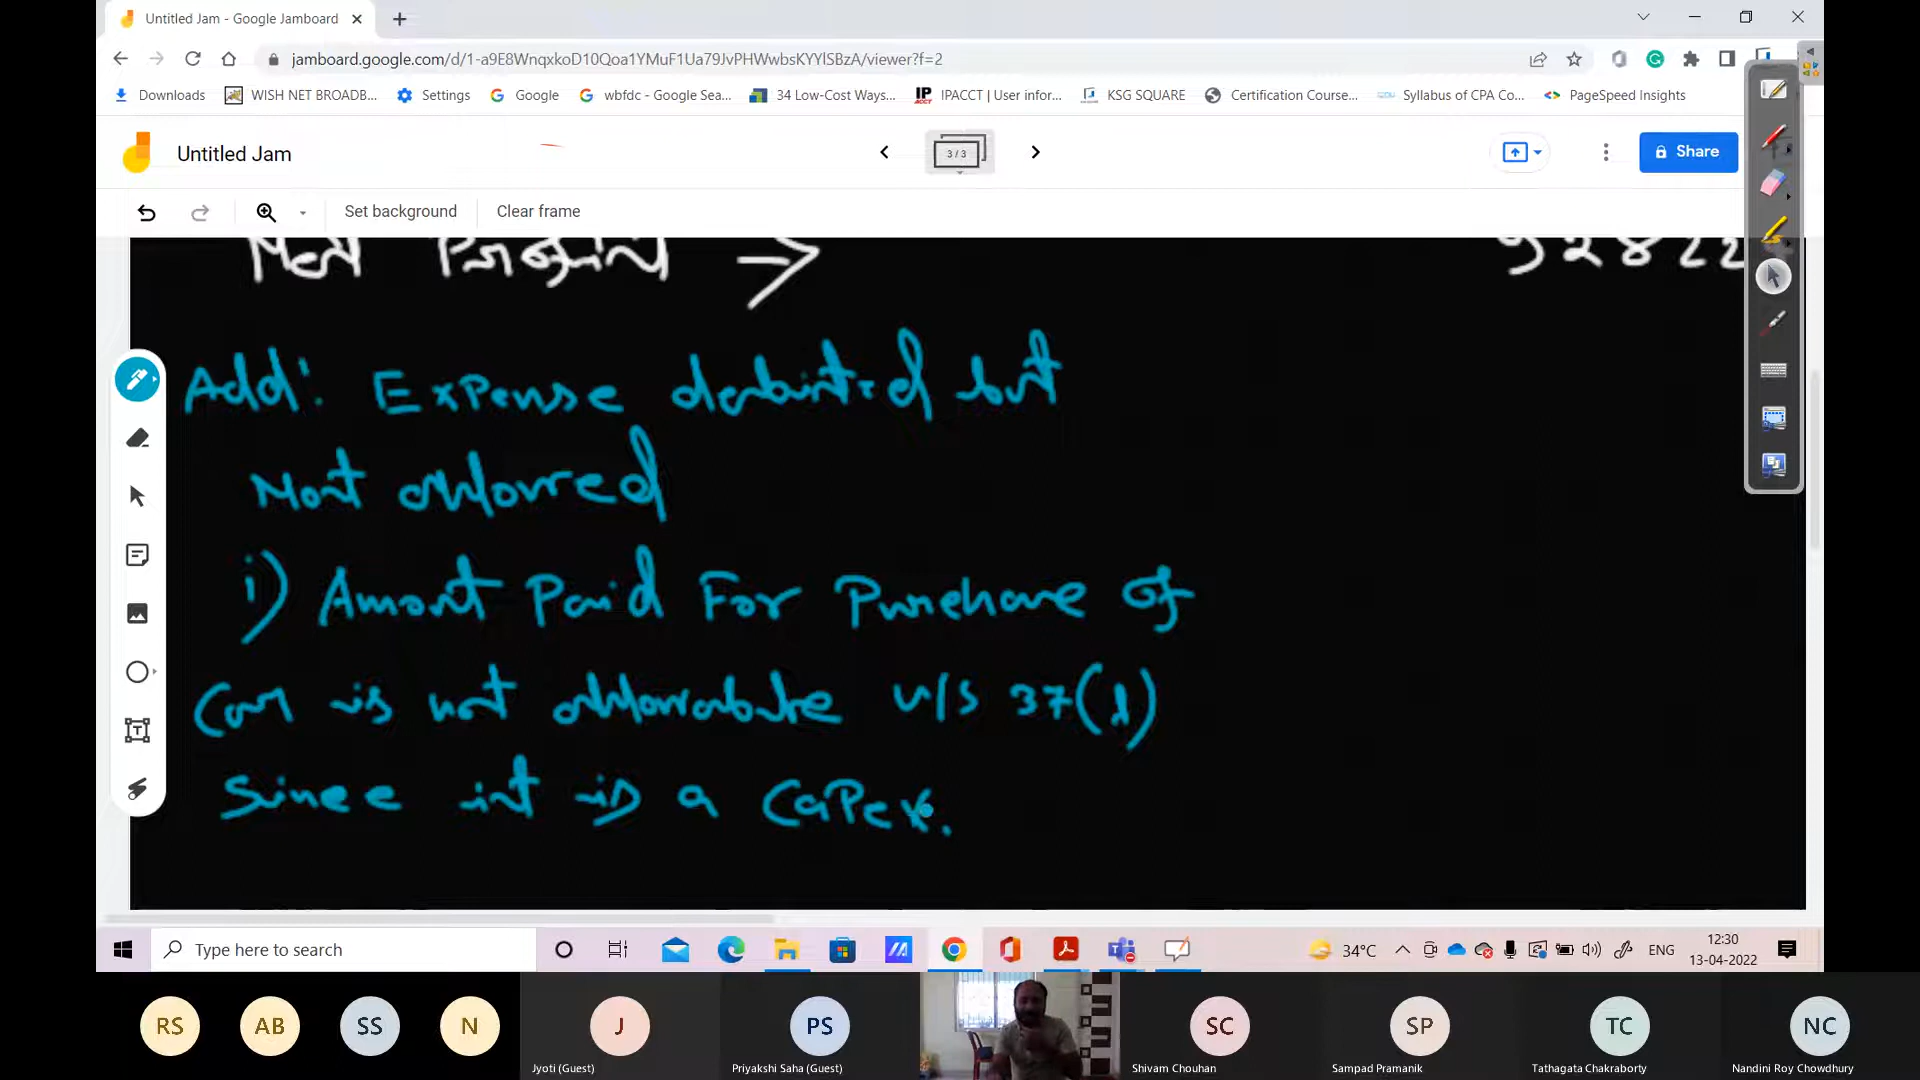 Untitled Jam - Google Jamboard
jamboard.google.com/d/1-a9E8WnqxkoD10Qoa1YMuF1Ua79JvPHWwbsKYYlSBzA/viewer?f=2
Downloads WISH NET BROADB... Settings Google wbfdc - Google Sea... 34 Low-Cost Ways... IPACCT | User infor... KSG SQUARE Certification Course... Syllabus of CPA Co... PageSpeed Insights
Untitled Jam
3 / 3
Share
Set background Clear frame
Net Profit → 92822
Add: Expense debited but
Not allowed
i) Amount Paid For Purchase of
Car is not allowable u/s 37(1)
Since it is a CaPex.
Type here to search
34°C
ENG
12:30
13-04-2022
RS AB SS N J PS SC SP TC NC
Jyoti (Guest) Priyakshi Saha (Guest) Shivam Chouhan Sampad Pramanik Tathagata Chakraborty Nandini Roy Chowdhury